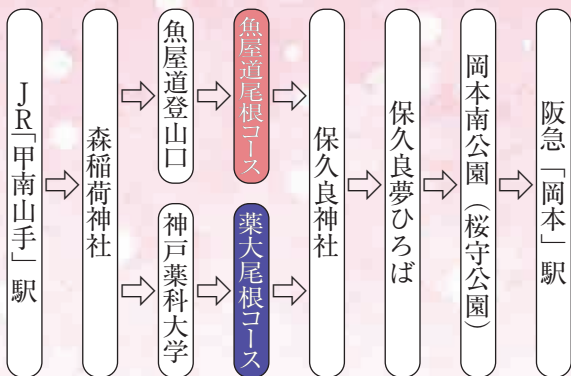 JR「甲南山手」駅
森稲荷神社
魚屋道登山口
魚屋道尾根コース
神戸薬科大学
薬大尾根コース
保久良神社
保久良夢ひろば
岡本南公園（桜守公園）
阪急「岡本」駅